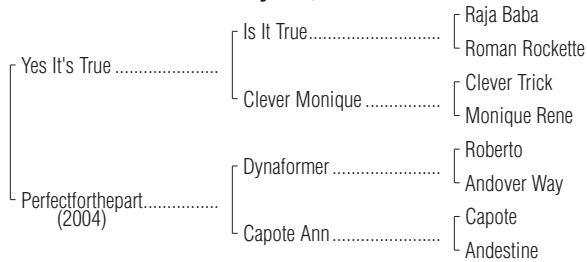 Raja Baba
Is It True..............................
Roman Rockette
Yes It's True .......................
Clever Trick
Clever Monique .................
Monique Rene
Roberto
Dynaformer........................
Andover Way
Perfectforthepart.................
(2004)
Capote
Capote Ann........................
Andestine